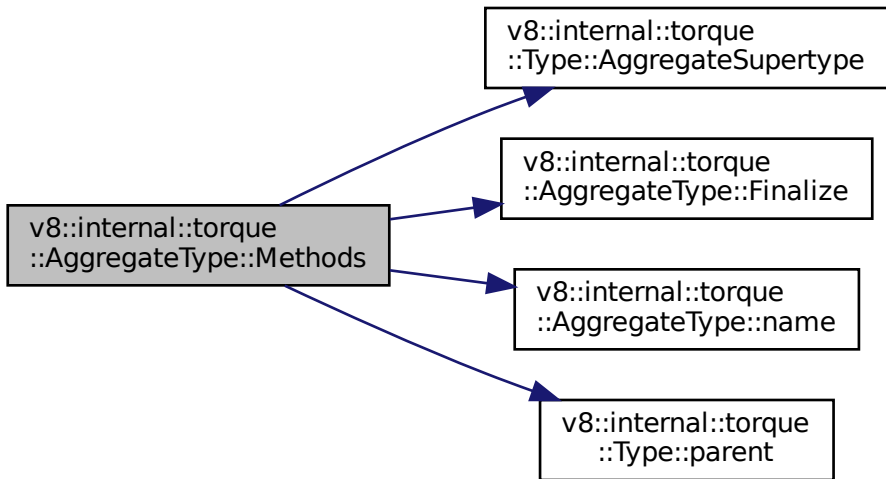 v8::internal::torque
::Type::AggregateSupertype
v8::internal::torque
::AggregateType::Finalize
v8::internal::torque
::AggregateType::Methods
v8::internal::torque
::AggregateType::name
v8::internal::torque
::Type::parent